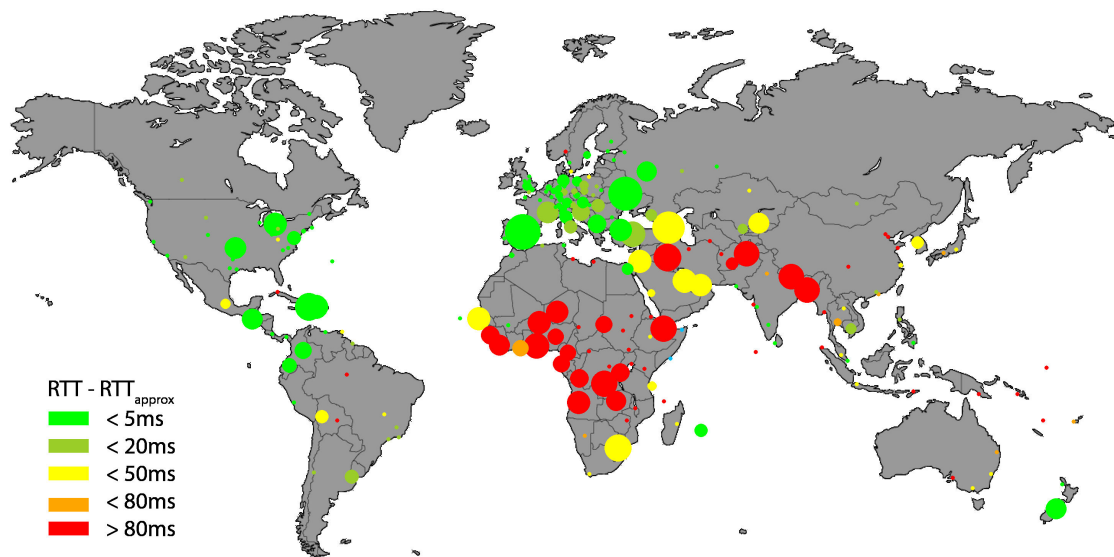 RTT - RTTapprox
< 5ms
< 20ms
< 50ms
< 80ms
> 80ms